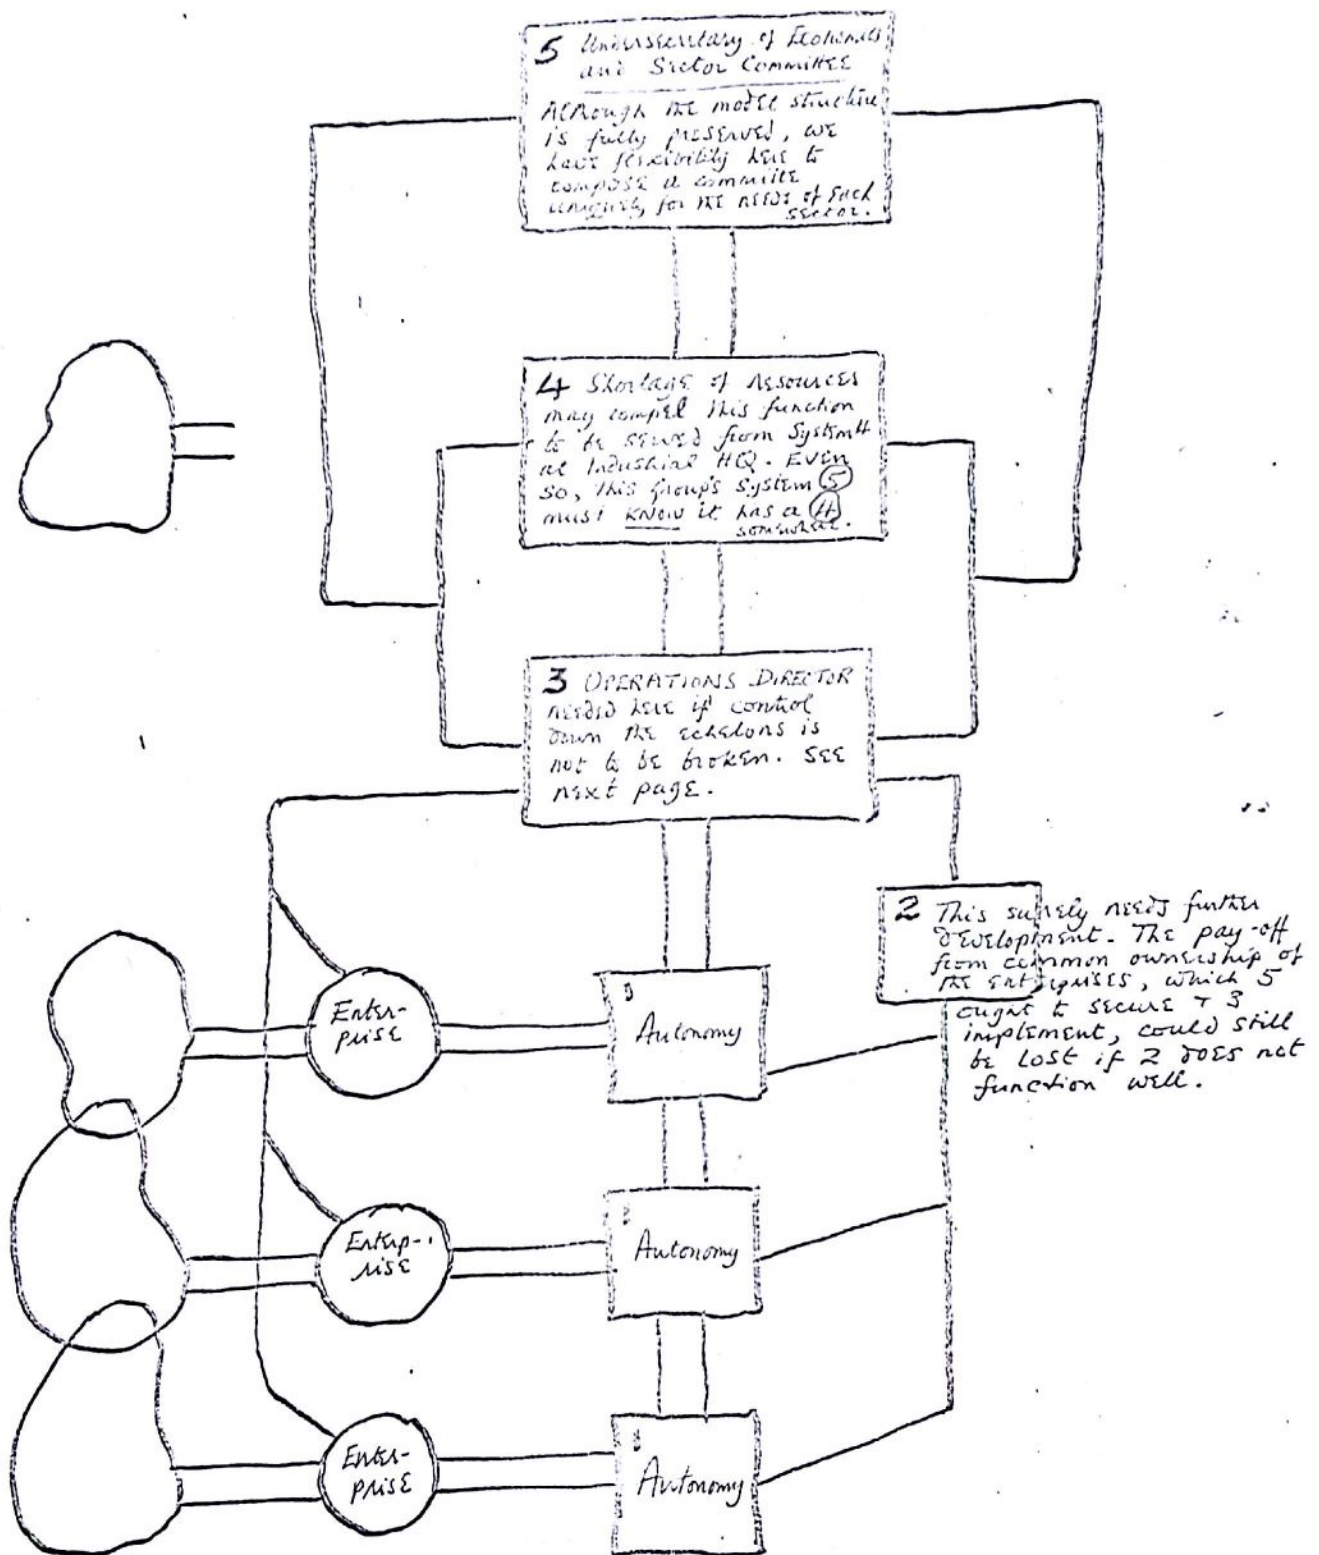 5 Undersecretary of Economics
and Sector Committee
Although the model structure
is fully preserved, we
have flexibility here to
compose a committe
uniquely for the needs of each
sector.
4 Shortage of resources
may compel this function
to be served from System 4
at Industrial HQ. Even
so, this group's system 5
must KNOW it has a 4
somewhere.
3 OPERATIONS DIRECTOR
needed here if control
down the echelons is
not to be broken. SEE
next page.
2 This surely needs further
development. The pay-off
from common ownership of
the enterprises, which 5
ought to secure + 3
implement, could still
be lost if 2 does not
function well.
Enter-
prise
Autonomy
Enterp-
rise
Autonomy
Enter-
prise
Autonomy